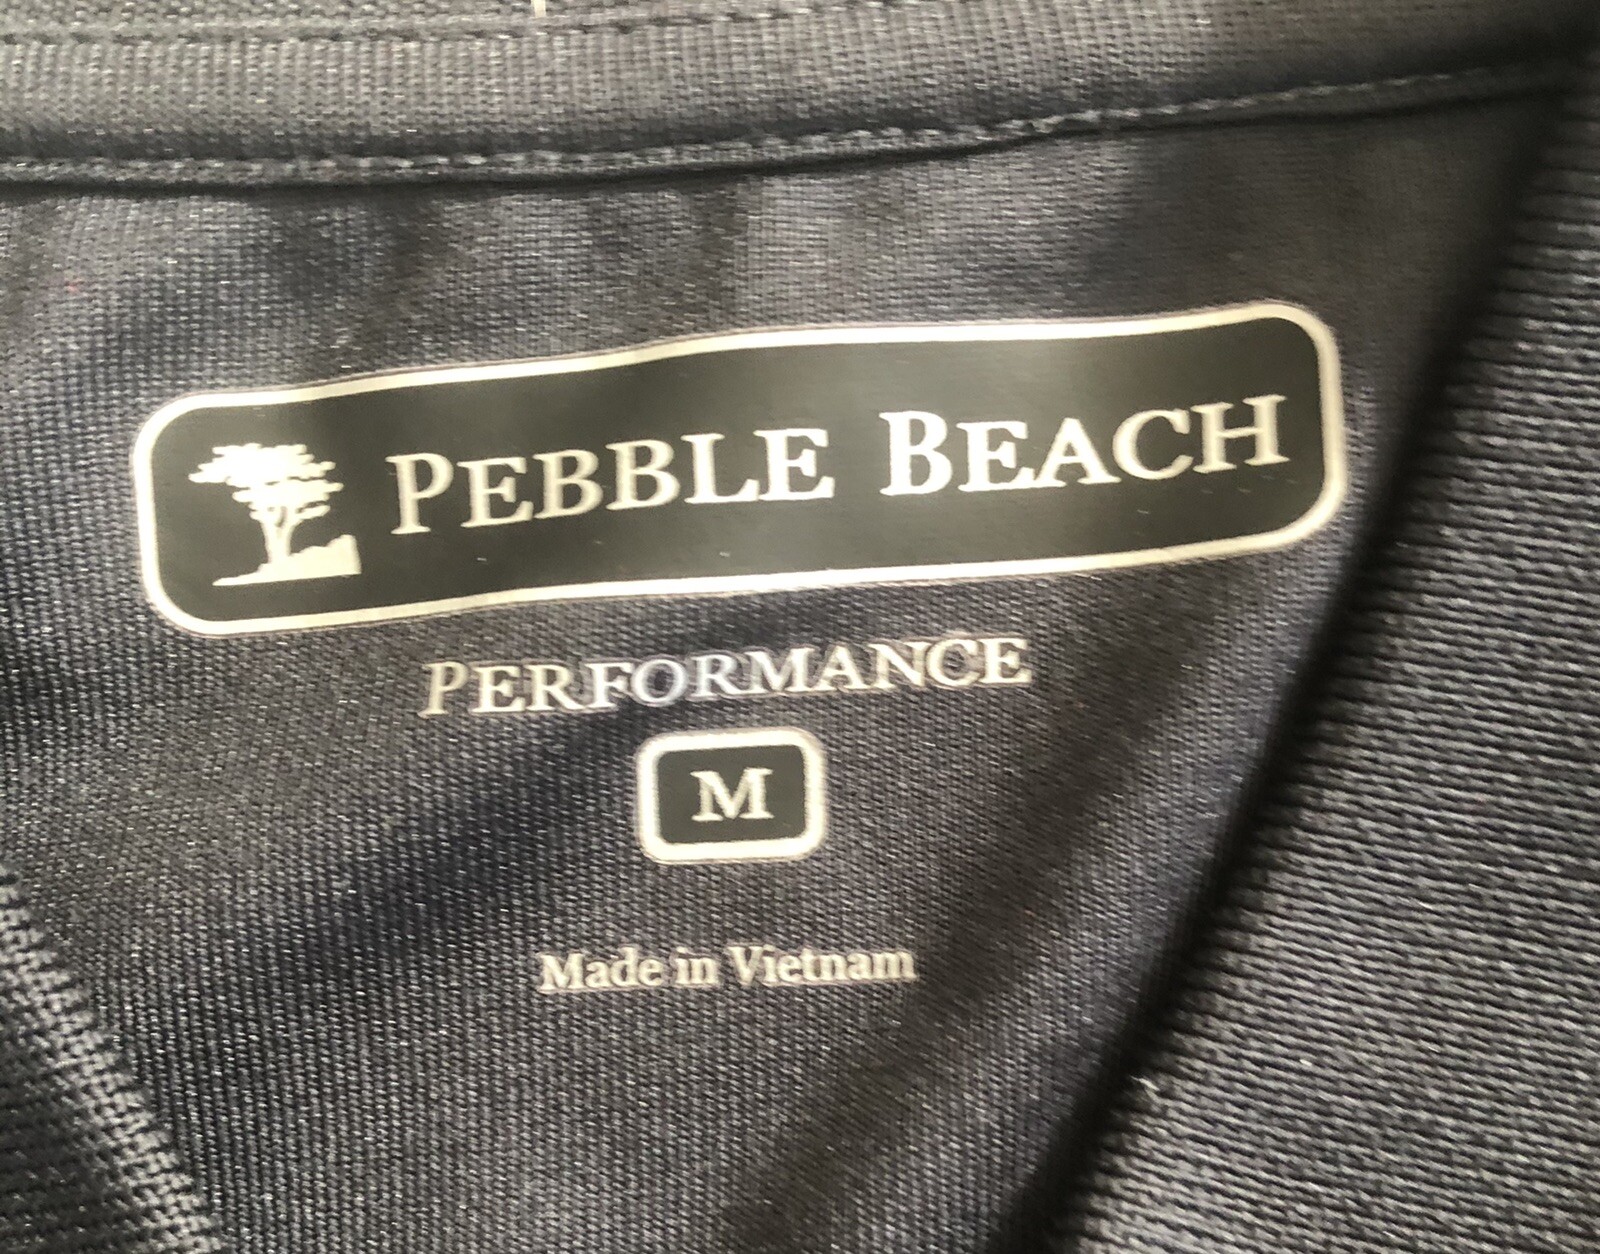 PEBBLE BEACH
PERFORMANCE
M
Made in Vietnam